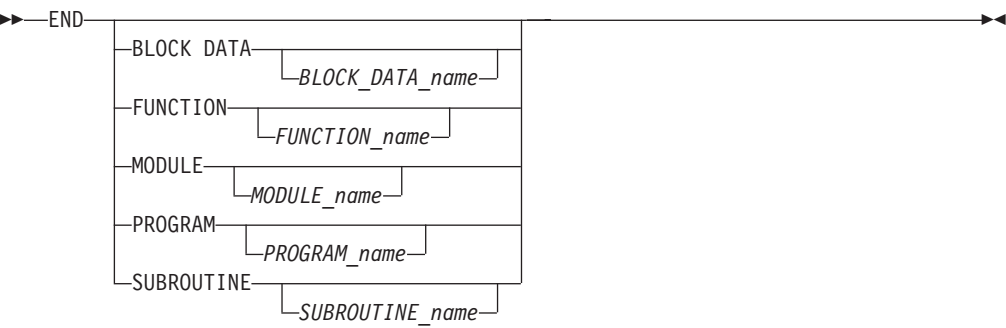 END
BLOCK DATA
BLOCK_DATA_name
FUNCTION
FUNCTION_name
MODULE
MODULE_name
PROGRAM
PROGRAM_name
SUBROUTINE
SUBROUTINE_name